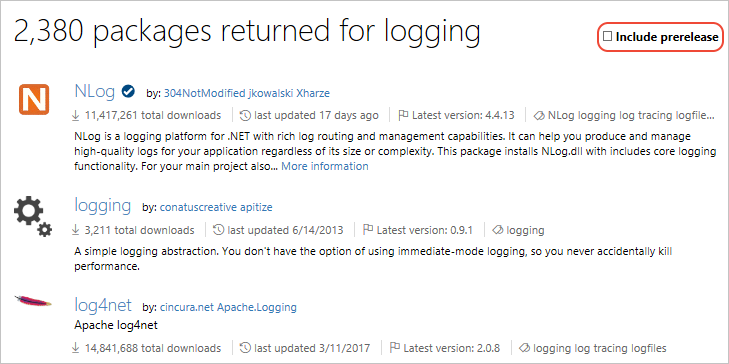 2,380 packages returned for logging
Include prerelease
N
NLog by: 304NotModified jkowalski Xharze
11,417,261 total downloads last updated 17 days ago Latest version: 4.4.13 NLog logging log tracing logfile...
NLog is a logging platform for .NET with rich log routing and management capabilities. It can help you produce and manage
high-quality logs for your application regardless of its size or complexity. This package installs NLog.dll with includes core logging
functionality. For your main project also... More information
logging by: conatuscreative apitize
3,211 total downloads last updated 6/14/2013 Latest version: 0.9.1 logging
A simple logging abstraction. You don't have the option of using immediate-mode logging, so you never accidentally kill
performance.
log4net by: cincura.net Apache.Logging
Apache log4net
14,841,688 total downloads last updated 3/11/2017 Latest version: 2.0.8 logging log tracing logfiles